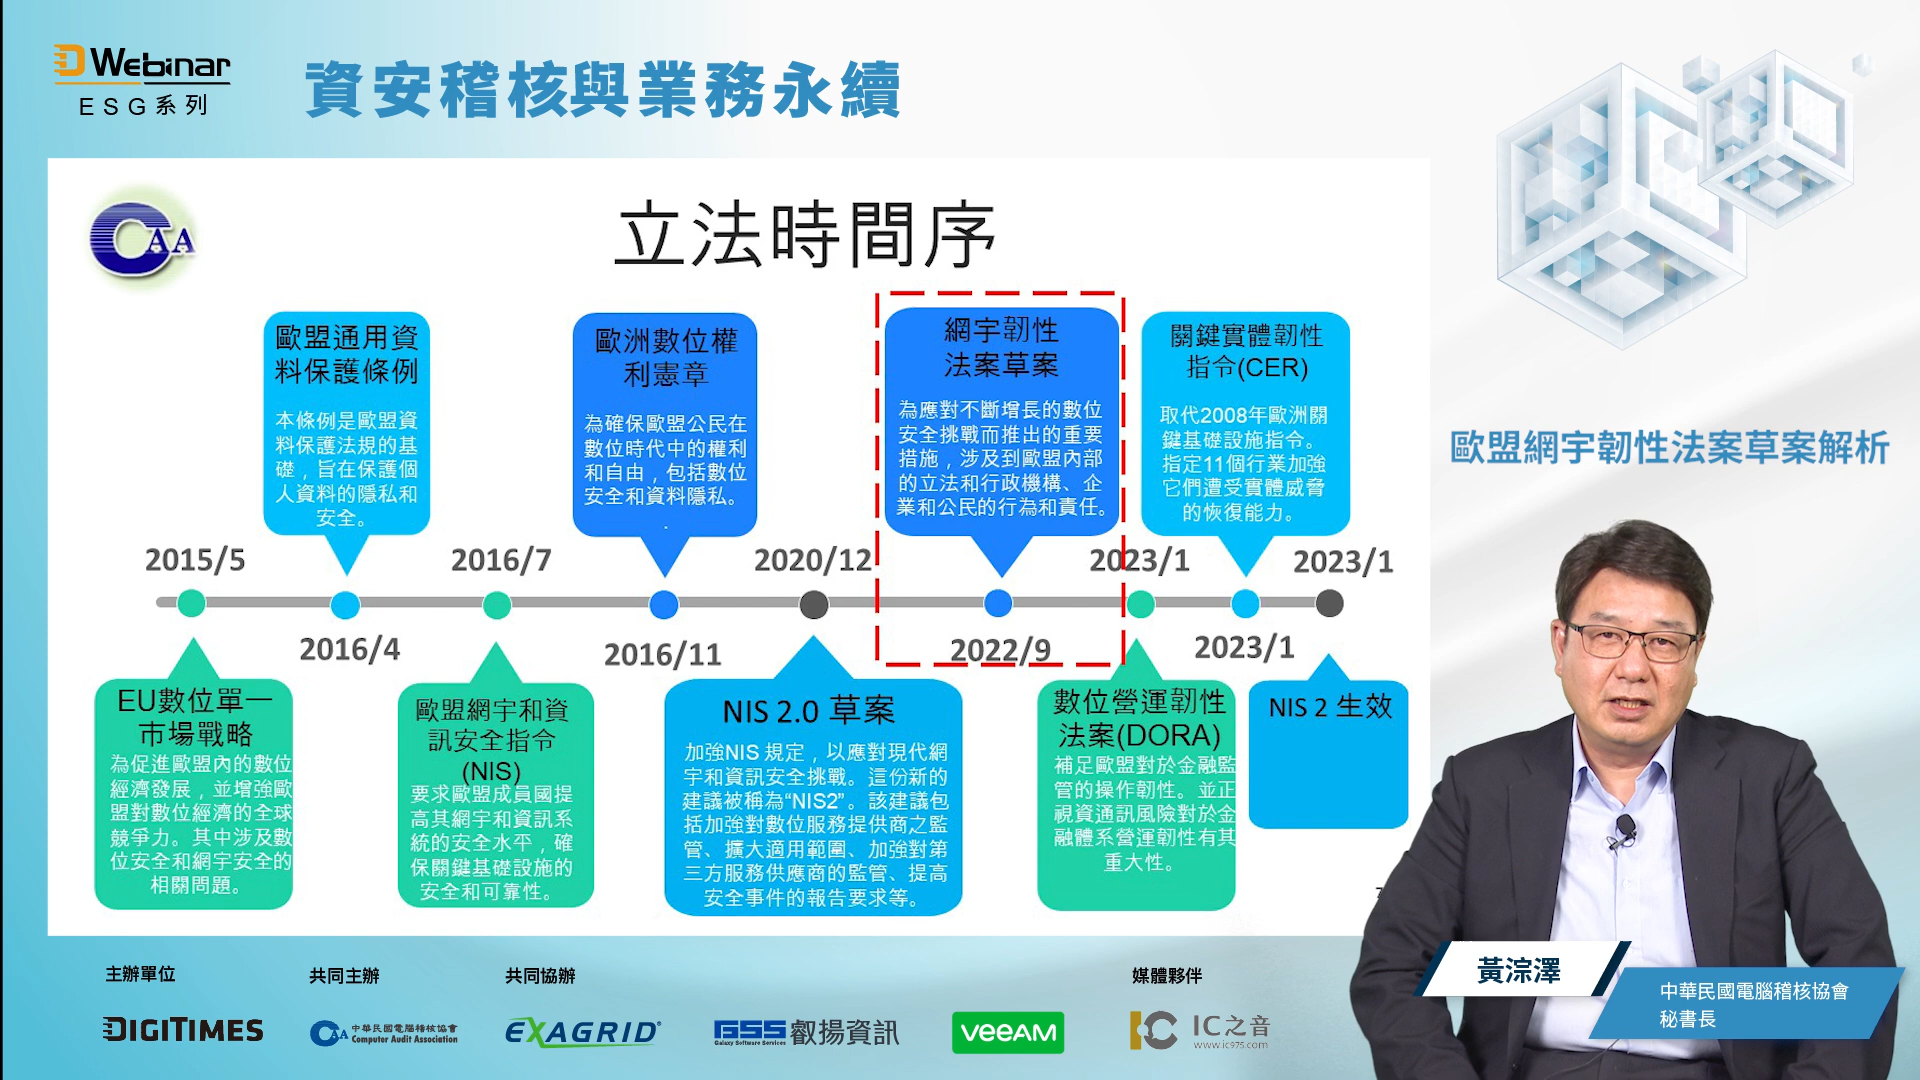 Webinar
ESG系列
資安稽核與業務永續
CAA
立法時間序
歐盟通用資
料保護條例
本條例是歐盟資
料保護法規的基
礎，旨在保護個
人資料的隱私和
安全。
歐洲數位權
利憲章
為確保歐盟公民在
數位時代中的權利
和自由，包括數位
安全和資料隱私。
.
網宇韌性
法案草案
為應對不斷增長的數位
安全挑戰而推出的重要
措施，涉及到歐盟內部
的立法和行政機構、企
業和公民的行為和責任。
關鍵實體韌性
指令(CER)
取代2008年歐洲關
鍵基礎設施指令。
指定11個行業加強
它們遭受實體威脅
的恢復能力。
2015/5
2016/7
2020/12
2023/1
2023/1
2016/4
2016/11
2022/9
2023/1
EU數位單一
市場戰略
為促進歐盟內的數位
經濟發展，並增強歐
盟對數位經濟的全球
競爭力。其中涉及數
位安全和網宇安全的
相關問題。
歐盟網宇和資
訊安全指令
(NIS)
要求歐盟成員國提
高其網宇和資訊系
統的安全水平，確
保關鍵基礎設施的
安全和可靠性。
NIS 2.0 草案
加強NIS 規定，以應對現代網
宇和資訊安全挑戰。這份新的
建議被稱為“NIS2”。該建議包
括加強對數位服務提供商之監
管、擴大適用範圍、加強對第
三方服務供應商的監管、提高
安全事件的報告要求等。
數位營運韌性
法案(DORA)
補足歐盟對於金融監
管的操作韌性。並正
視資通訊風險對於金
融體系營運韌性有其
重大性。
NIS 2 生效
歐盟網宇韌性法案草案解析
黃淙澤
中華民國電腦稽核協會
秘書長
主辦單位
共同主辦
共同協辦
媒體夥伴
DIGITIMES
CAA 中華民國電腦稽核協會
Computer Audit Association
EXAGRID®
GSS 叡揚資訊
Galaxy Software Services
veeAM
IC IC之音
www.ic975.com